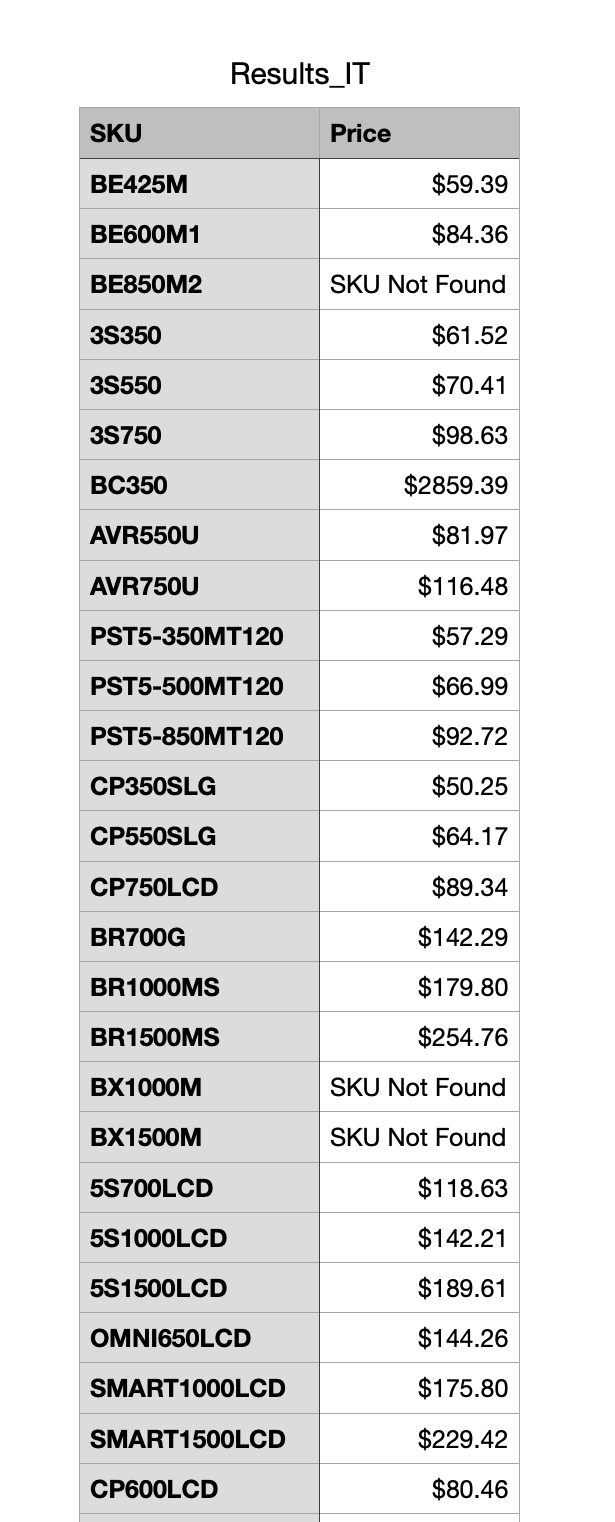 Results_IT
SKU Price
BE425M $59.39
BE600M1 $84.36
BE850M2 SKU Not Found
3S350 $61.52
3S550 $70.41
3S750 $98.63
BC350 $2859.39
AVR550U $81.97
AVR750U $116.48
PST5-350MT120 $57.29
PST5-500MT120 $66.99
PST5-850MT120 $92.72
CP350SLG $50.25
CP550SLG $64.17
CP750LCD $89.34
BR700G $142.29
BR1000MS $179.80
BR1500MS $254.76
BX1000M SKU Not Found
BX1500M SKU Not Found
5S700LCD $118.63
5S1000LCD $142.21
5S1500LCD $189.61
OMNI650LCD $144.26
SMART1000LCD $175.80
SMART1500LCD $229.42
CP600LCD $80.46